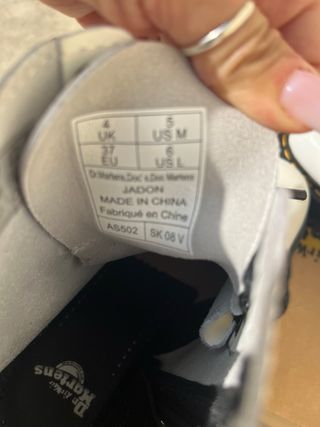 4 UK 5 US M
37 EU 6 US L
Dr. Martens, Doc's, Doc Martens
JADON
MADE IN CHINA
Fabriqué en Chine
AS502 SK 08 V
Dr. Martens